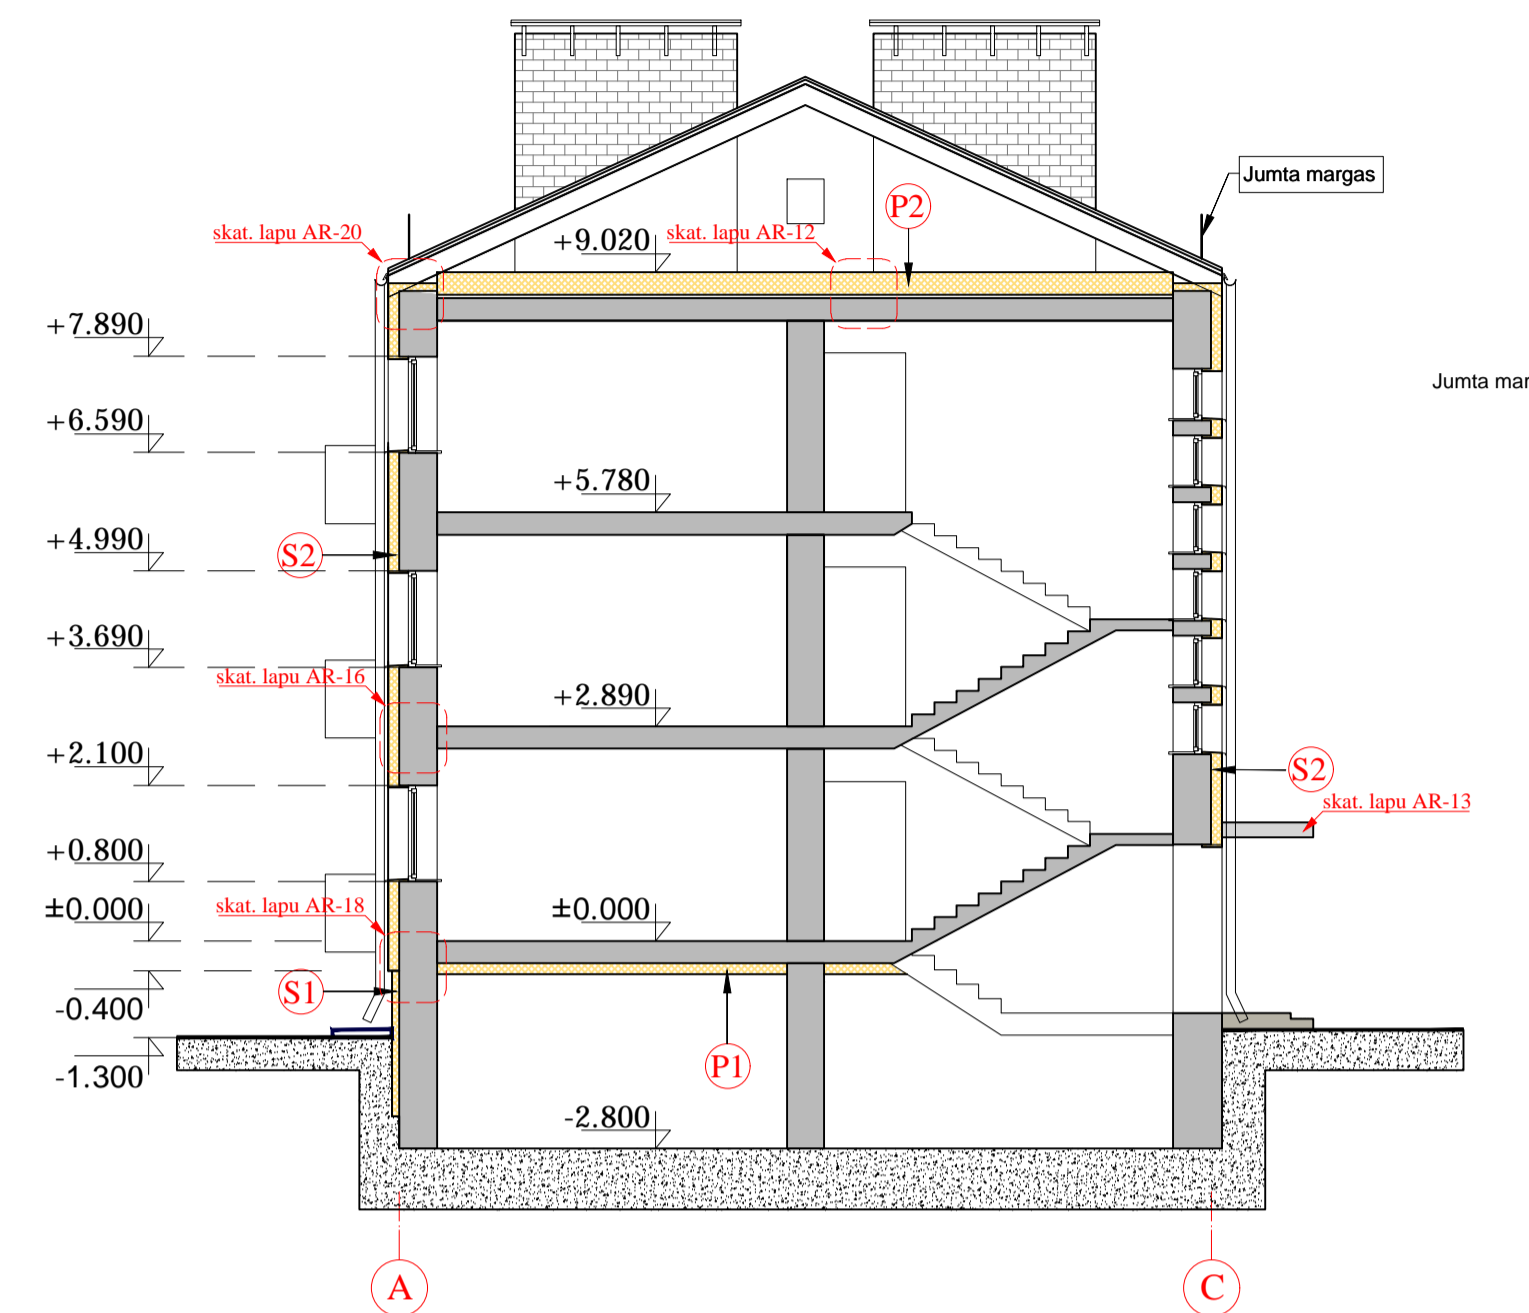 Jumta margas
P2
skat. lapu AR-20
+9.020
skat. lapu AR-12
+7.890
Jumta mar
+6.590
+5.780
+4.990
S2
+3.690
skat. lapu AR-16
+2.890
+2.100
S2
skat. lapu AR-13
+0.800
skat. lapu AR-18
±0.000
±0.000
S1
-0.400
P1
-1.300
-2.800
A
C